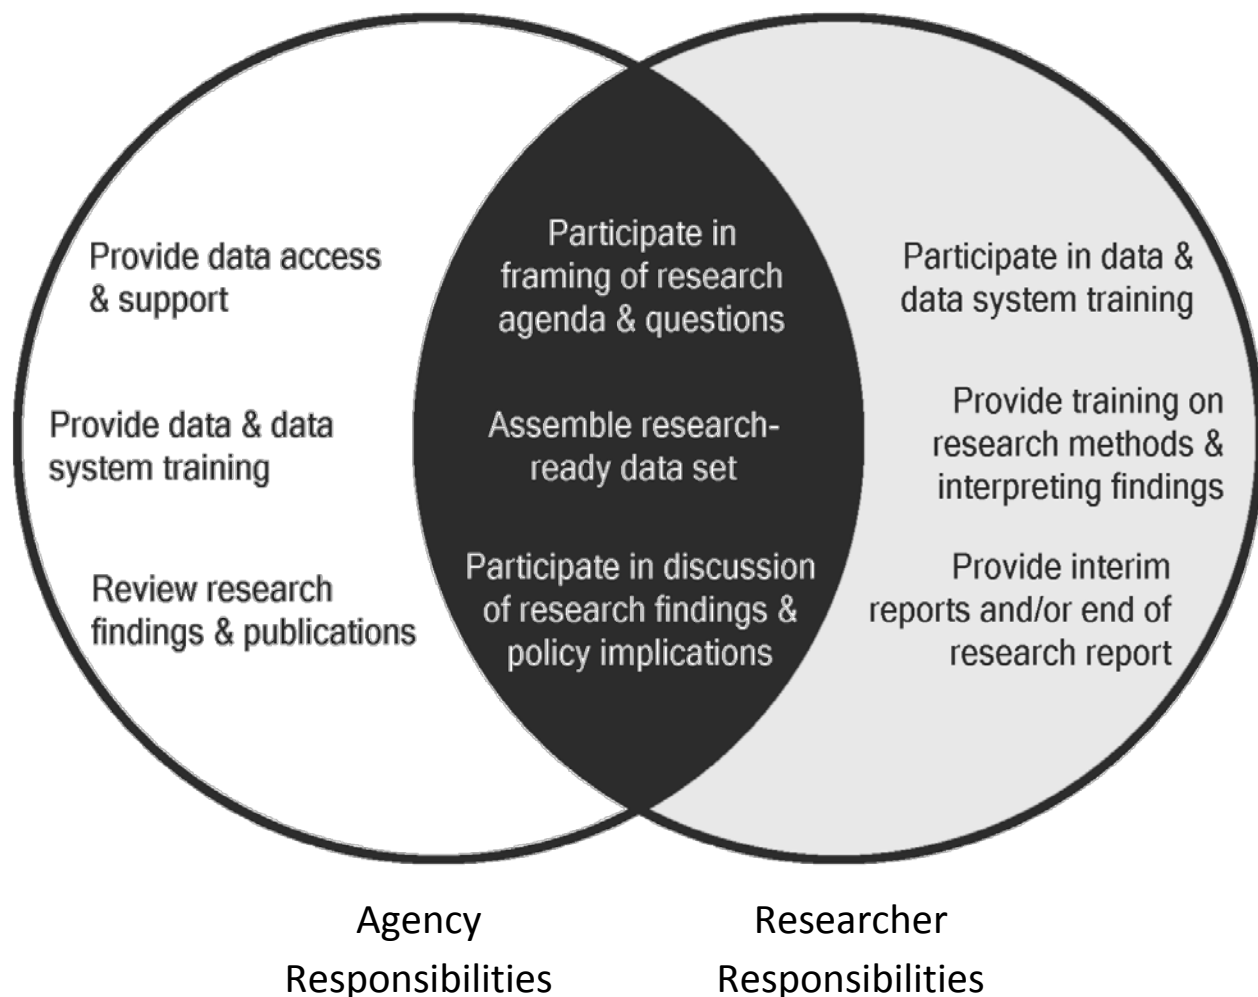 Provide data access
& support
Provide data & data
system training
Review research
findings & publications
Participate in
framing of research
agenda & questions
Assemble research-
ready data set
Participate in discussion
of research findings &
policy implications
Participate in data &
data system training
Provide training on
research methods &
interpreting findings
Provide interim
reports and/or end of
research report
Agency
Responsibilities
Researcher
Responsibilities